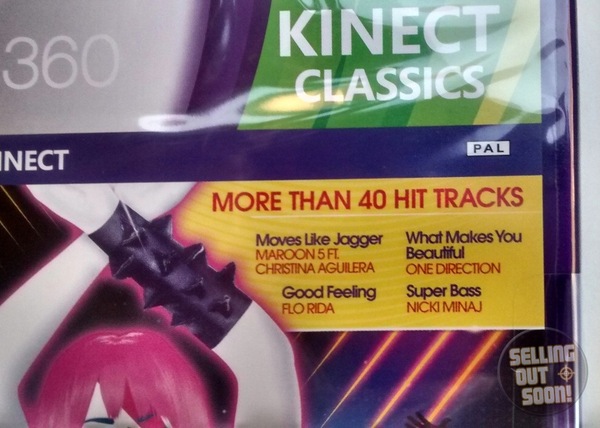 360
KINECT
CLASSICS
INECT
PAL
MORE THAN 40 HIT TRACKS
Moves Like Jagger
MAROON 5 FT.
CHRISTINA AGUILERA
What Makes You
Beautiful
ONE DIRECTION
Good Feeling
FLO RIDA
Super Bass
NICKI MINAJ
SELLING
OUT
SOON!